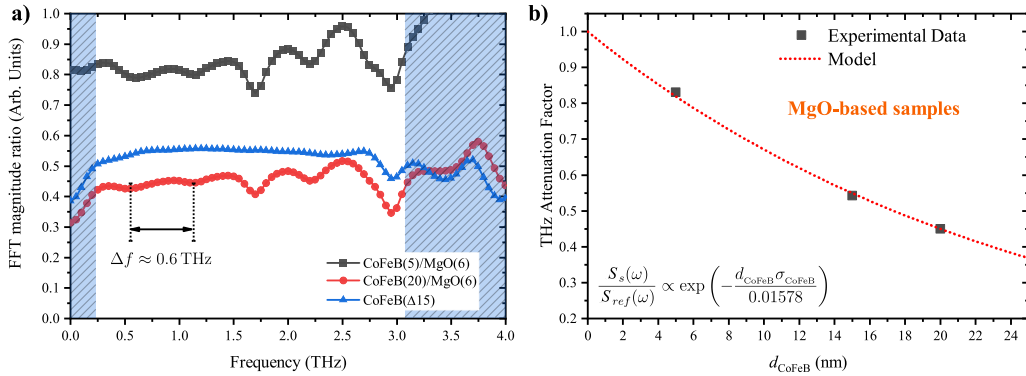 a)
FFT magnitude ratio (Arb. Units)
1.0
0.9
0.8
0.7
0.6
0.5
0.4
0.3
0.2
0.1
0.0
Δf ≈ 0.6 THz
CoFeB(5)/MgO(6)
CoFeB(20)/MgO(6)
CoFeB(Δ15)
0.0 0.5 1.0 1.5 2.0 2.5 3.0 3.5 4.0
Frequency (THz)
b)
THz Attenuation Factor
1.0
0.9
0.8
0.7
0.6
0.5
0.4
0.3
0.2
Experimental Data
Model
MgO-based samples
S_s(ω)/S_ref(ω) ∝ exp(−d_CoFeB σ_CoFeB/0.01578)
0 2 4 6 8 10 12 14 16 18 20 22 24
d_CoFeB (nm)